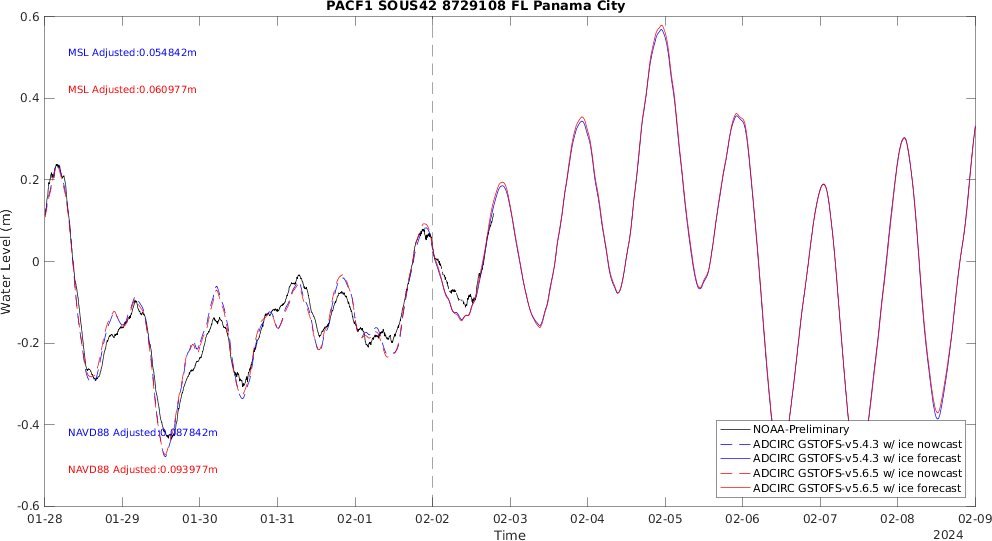 PACF1 SOUS42 8729108 FL Panama City
0.6
0.4
0.2
0
-0.2
-0.4
-0.6
Water Level (m)
MSL Adjusted:0.054842m
MSL Adjusted:0.060977m
NAVD88 Adjusted:0.087842m
NAVD88 Adjusted:0.093977m
NOAA-Preliminary
ADCIRC GSTOFS-v5.4.3 w/ ice nowcast
ADCIRC GSTOFS-v5.4.3 w/ ice forecast
ADCIRC GSTOFS-v5.6.5 w/ ice nowcast
ADCIRC GSTOFS-v5.6.5 w/ ice forecast
01-28 01-29 01-30 01-31 02-01 02-02 02-03 02-04 02-05 02-06 02-07 02-08 02-09
Time
2024